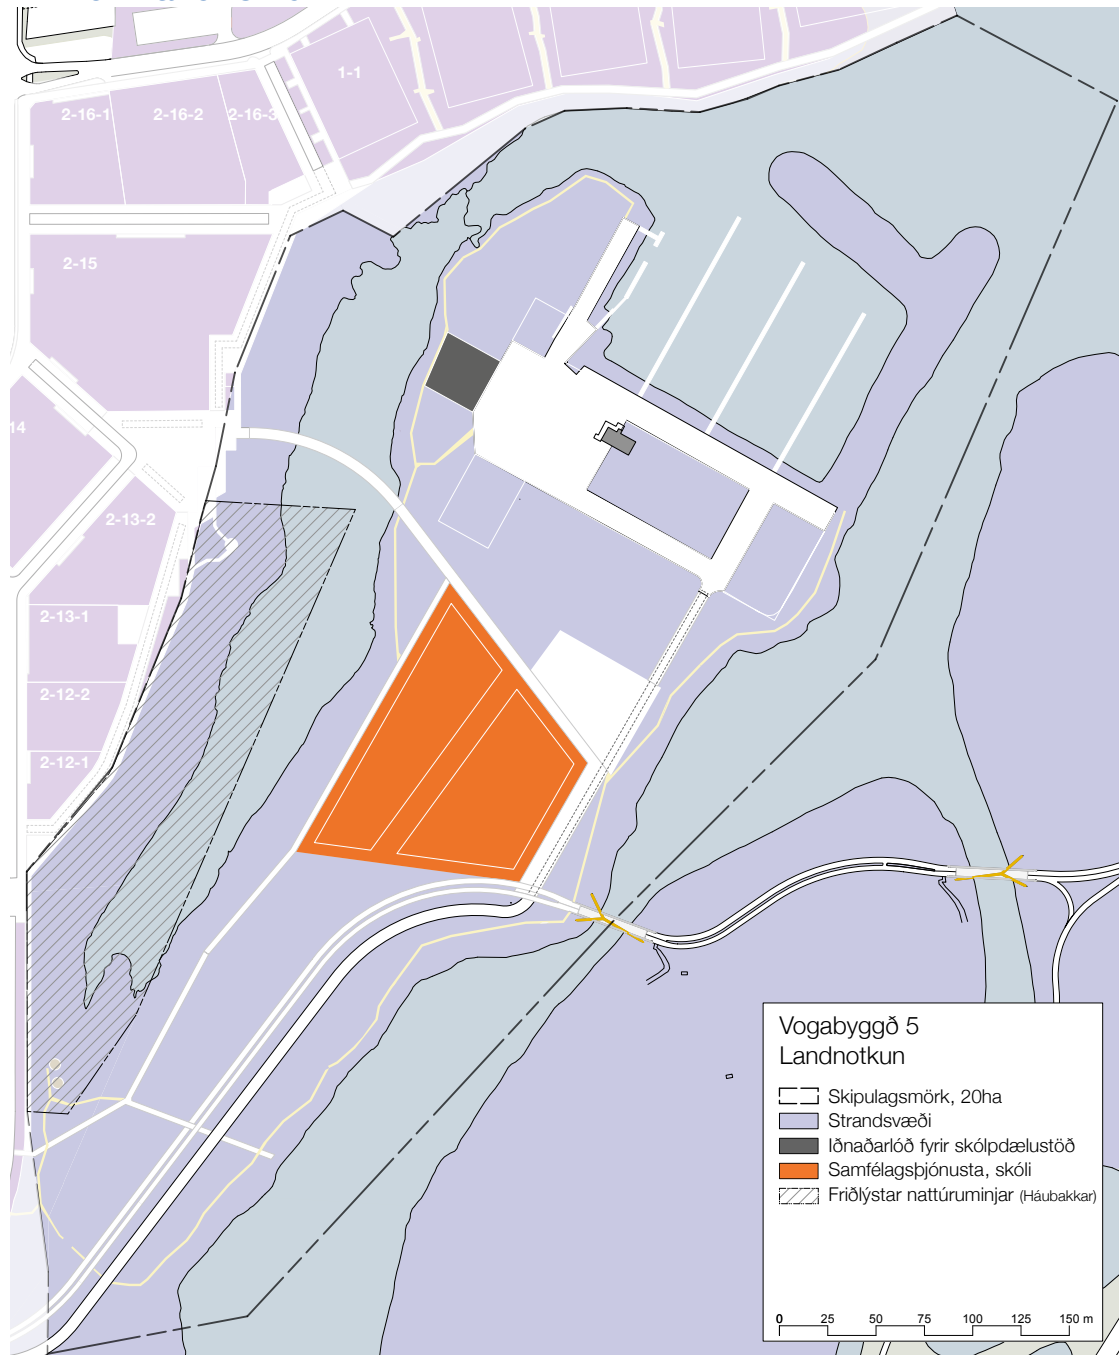 1-1
2-16-1
2-16-2
2-16-3
2-15
14
2-13-2
2-13-1
2-12-2
2-12-1
Vogabyggð 5
Landnotkun
Skipulagsmörk, 20ha
Strandsvæði
Iðnaðarlóð fyrir skólpdælustöð
Samfélagsþjónusta, skóli
Friðlýstar nattúruminjar (Háubakkar)
0 25 50 75 100 125 150 m